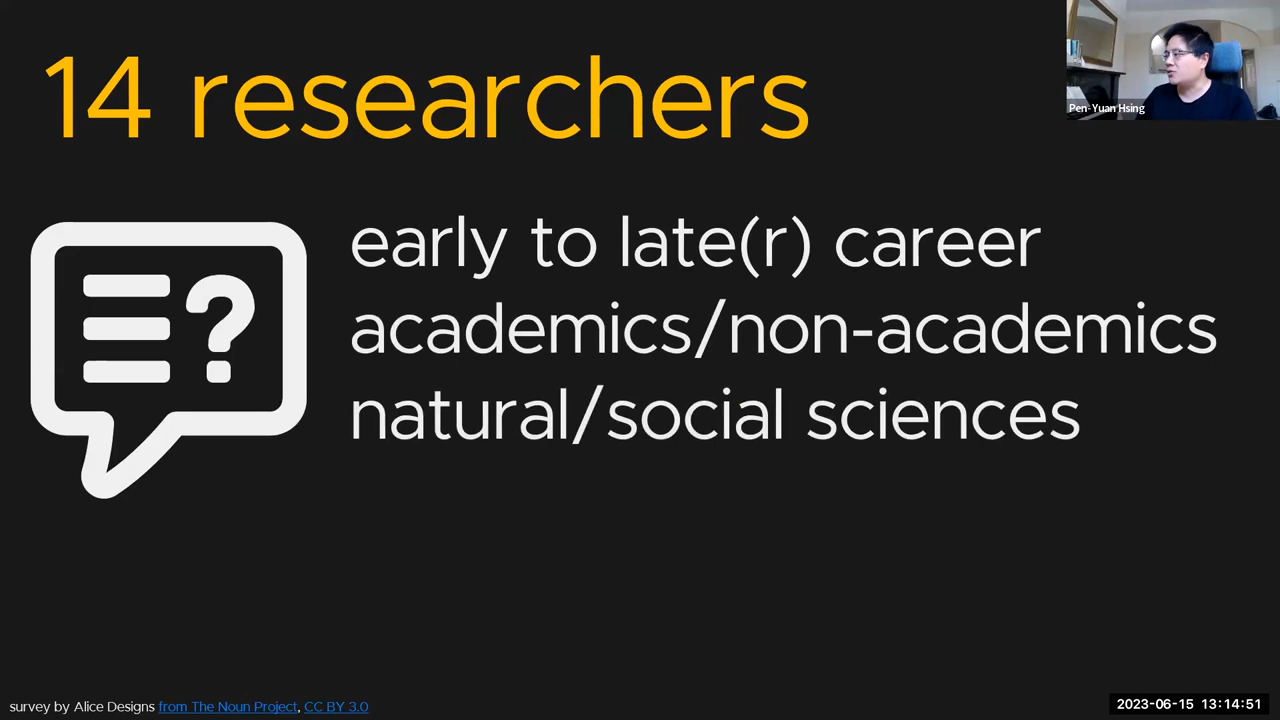 14 researchers
Pen-Yuan Hsing
?
early to late(r) career
academics/non-academics
natural/social sciences
survey by Alice Designs from The Noun Project, CC BY 3.0
2023-06-15 13:14:51